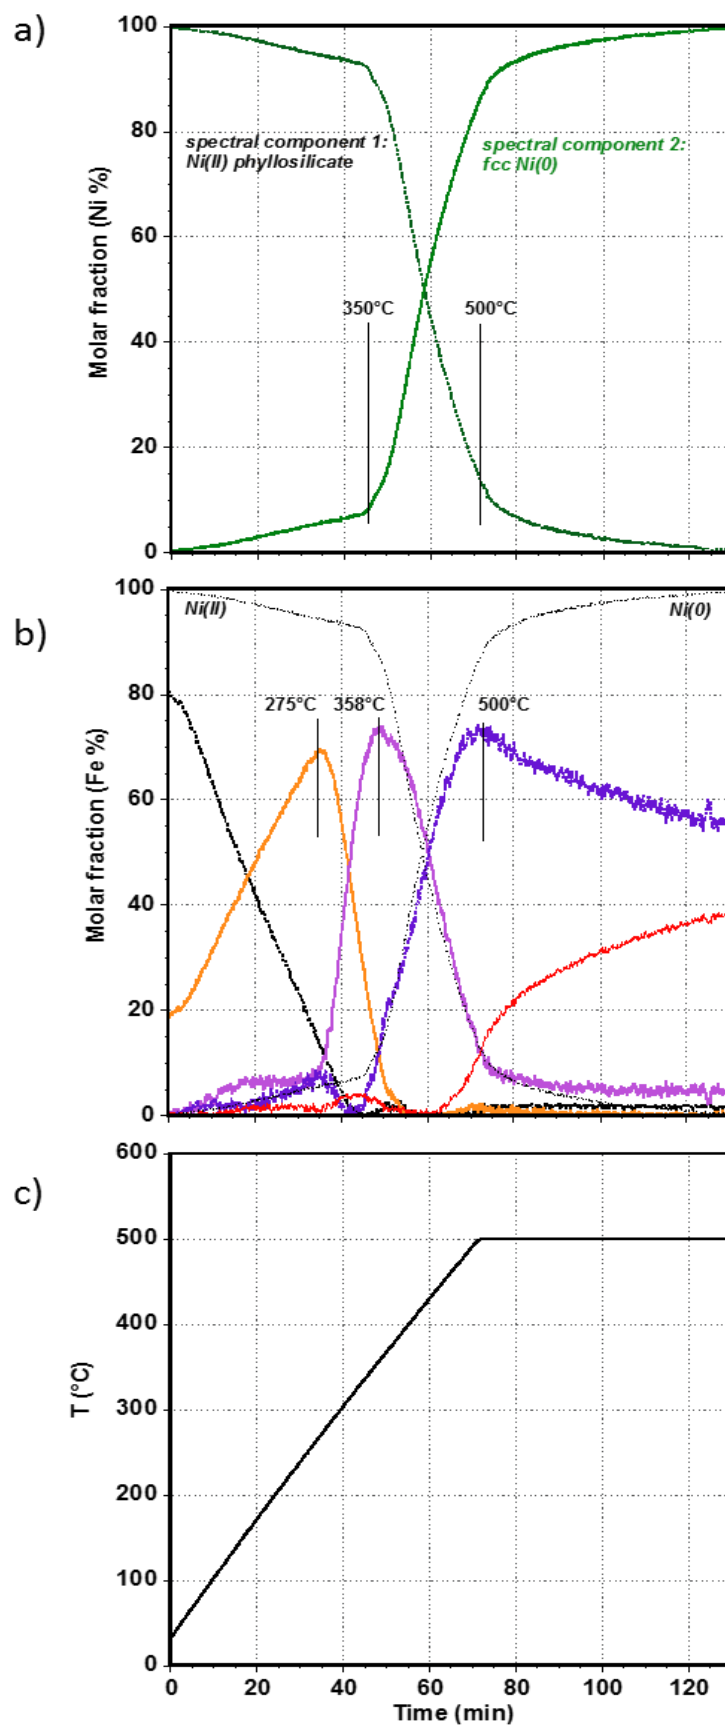 a)
100
80
60
40
20
0
Molar fraction (Ni %)
spectral component 1:
Ni(II) phyllosilicate
spectral component 2:
fcc Ni(0)
350°C
500°C
b)
100
80
60
40
20
0
Molar fraction (Fe %)
Ni(II)
Ni(0)
275°C
358°C
500°C
c)
600
500
400
300
200
100
0
T (°C)
0
20
40
60
80
100
120
Time (min)